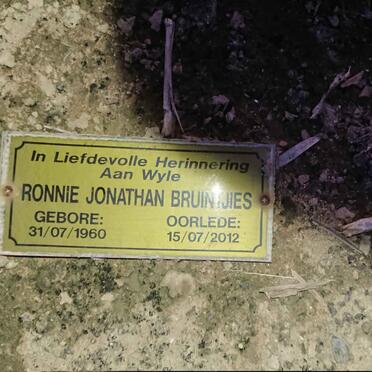 In Liefdevolle Herinnering
Aan Wyle
RONNIE JONATHAN BRUINTJIES
GEBORE: OORLEDE:
31/07/1960 15/07/2012